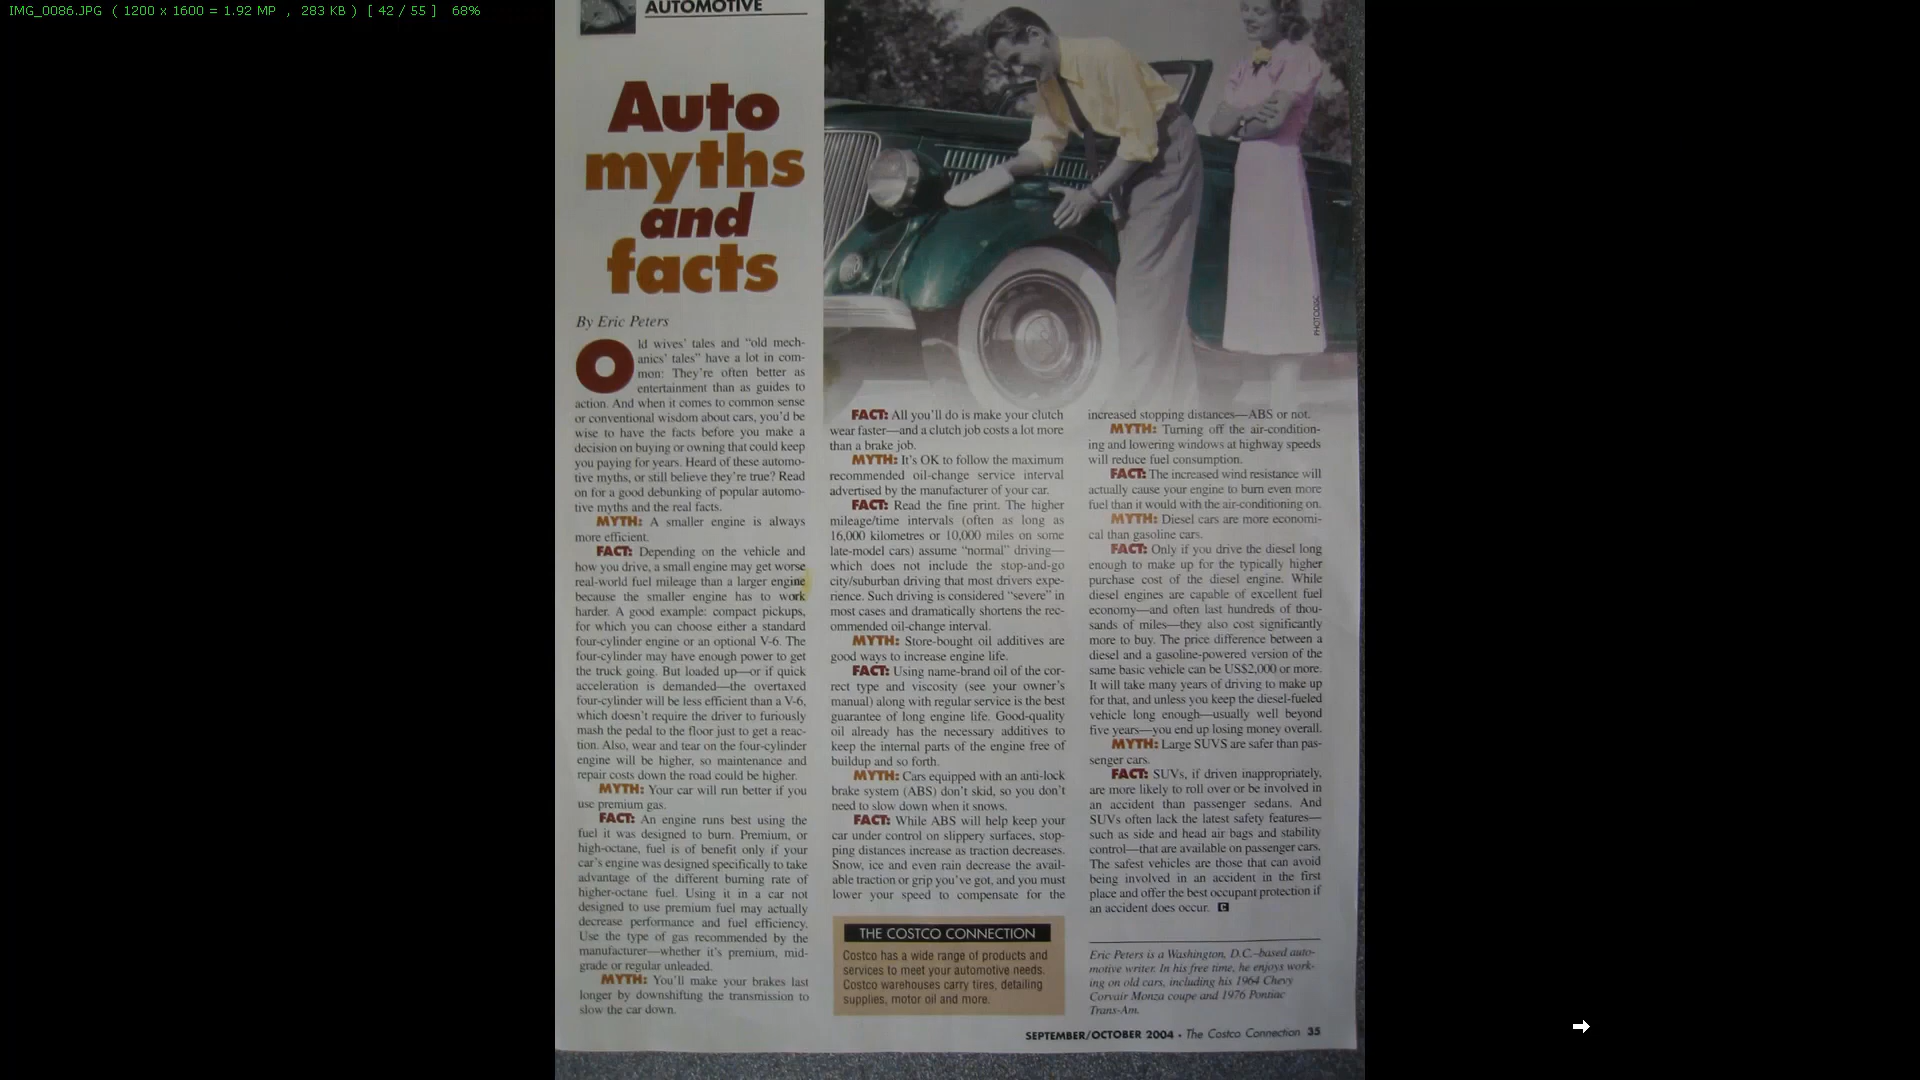 IMG_0086.JPG ( 1200 x 1600 = 1.92 MP , 283 KB ) [ 42 / 55 ] 68%
AUTOMOTIVE
Auto
myths
and
facts
By Eric Peters
Old wives' tales and "old mech-
anics' tales" have a lot in com-
mon: They're often better as
entertainment than as guides to
action. And when it comes to common sense
or conventional wisdom about cars, you'd be
wise to have the facts before you make a
decision on buying or owning that could keep
you paying for years. Heard of these automo-
tive myths, or still believe they're true? Read
on for a good debunking of popular automo-
tive myths and the real facts.
MYTH: A smaller engine is always
more efficient.
FACT: Depending on the vehicle and
how you drive, a small engine may get worse
real-world fuel mileage than a larger engine
because the smaller engine has to work
harder. A good example: compact pickups,
for which you can choose either a standard
four-cylinder engine or an optional V-6. The
four-cylinder may have enough power to get
the truck going. But loaded up—or if quick
acceleration is demanded—the overtaxed
four-cylinder will be less efficient than a V-6,
which doesn't require the driver to furiously
mash the pedal to the floor just to get a reac-
tion. Also, wear and tear on the four-cylinder
engine will be higher, so maintenance and
repair costs down the road could be higher.
MYTH: Your car will run better if you
use premium gas.
FACT: An engine runs best using the
fuel it was designed to burn. Premium, or
high-octane, fuel is of benefit only if your
car's engine was designed specifically to take
advantage of the different burning rate of
higher-octane fuel. Using it in a car not
designed to use premium fuel may actually
decrease performance and fuel efficiency.
Use the type of gas recommended by the
manufacturer—whether it's premium, mid-
grade or regular unleaded.
MYTH: You'll make your brakes last
longer by downshifting the transmission to
slow the car down.
PHOTODISC
FACT: All you'll do is make your clutch
wear faster—and a clutch job costs a lot more
than a brake job.
MYTH: It's OK to follow the maximum
recommended oil-change service interval
advertised by the manufacturer of your car.
FACT: Read the fine print. The higher
mileage/time intervals (often as long as
16,000 kilometres or 10,000 miles on some
late-model cars) assume "normal" driving—
which does not include the stop-and-go
city/suburban driving that most drivers expe-
rience. Such driving is considered "severe" in
most cases and dramatically shortens the rec-
ommended oil-change interval.
MYTH: Store-bought oil additives are
good ways to increase engine life.
FACT: Using name-brand oil of the cor-
rect type and viscosity (see your owner's
manual) along with regular service is the best
guarantee of long engine life. Good-quality
oil already has the necessary additives to
keep the internal parts of the engine free of
buildup and so forth.
MYTH: Cars equipped with an anti-lock
brake system (ABS) don't skid, so you don't
need to slow down when it snows.
FACT: While ABS will help keep your
car under control on slippery surfaces, stop-
ping distances increase as traction decreases.
Snow, ice and even rain decrease the avail-
able traction or grip you've got, and you must
lower your speed to compensate for the
THE COSTCO CONNECTION
Costco has a wide range of products and
services to meet your automotive needs.
Costco warehouses carry tires, detailing
supplies, motor oil and more.
increased stopping distances—ABS or not.
MYTH: Turning off the air-condition-
ing and lowering windows at highway speeds
will reduce fuel consumption.
FACT: The increased wind resistance will
actually cause your engine to burn even more
fuel than it would with the air-conditioning on.
MYTH: Diesel cars are more economi-
cal than gasoline cars.
FACT: Only if you drive the diesel long
enough to make up for the typically higher
purchase cost of the diesel engine. While
diesel engines are capable of excellent fuel
economy—and often last hundreds of thou-
sands of miles—they also cost significantly
more to buy. The price difference between a
diesel and a gasoline-powered version of the
same basic vehicle can be US$2,000 or more.
It will take many years of driving to make up
for that, and unless you keep the diesel-fueled
vehicle long enough—usually well beyond
five years—you end up losing money overall.
MYTH: Large SUVS are safer than pas-
senger cars.
FACT: SUVs, if driven inappropriately,
are more likely to roll over or be involved in
an accident than passenger sedans. And
SUVs often lack the latest safety features—
such as side and head air bags and stability
control—that are available on passenger cars.
The safest vehicles are those that can avoid
being involved in an accident in the first
place and offer the best occupant protection if
an accident does occur. C
Eric Peters is a Washington, D.C.–based auto-
motive writer. In his free time, he enjoys work-
ing on old cars, including his 1964 Chevy
Corvair Monza coupe and 1976 Pontiac
Trans-Am.
SEPTEMBER/OCTOBER 2004 • The Costco Connection 35